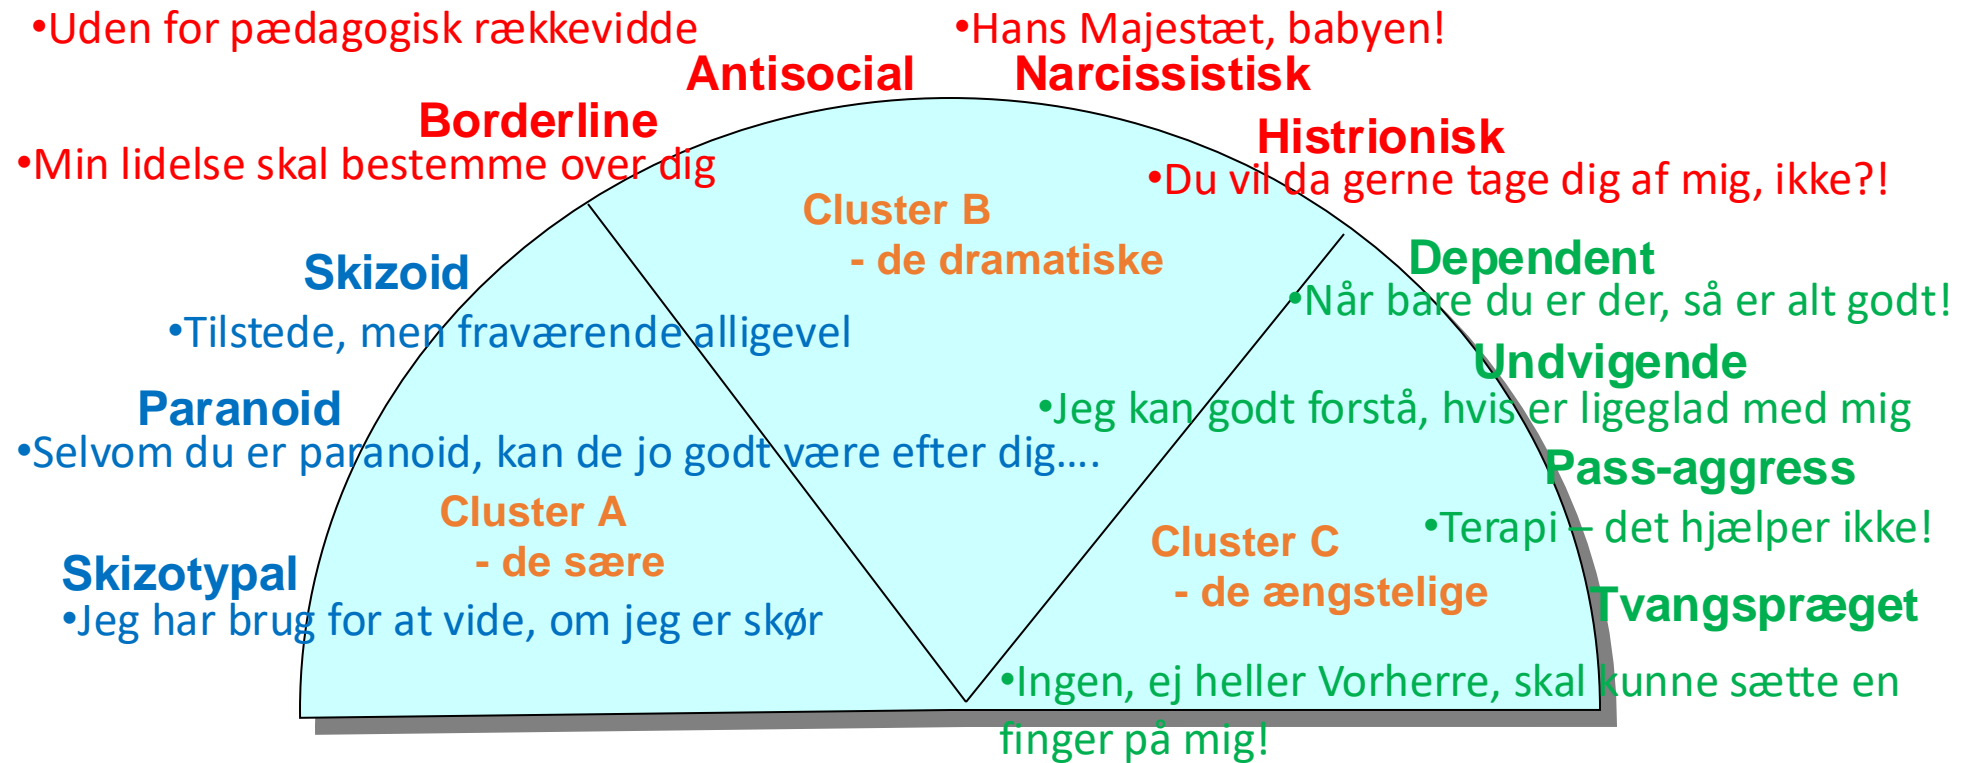 •Uden for pædagogisk rækkevidde
•Hans Majestæt, babyen!
Antisocial
Narcissistisk
Borderline
•Min lidelse skal bestemme over dig
Histrionisk
•Du vil da gerne tage dig af mig, ikke?!
Cluster B
- de dramatiske
Skizoid
•Tilstede, men fraværende alligevel
Dependent
•Når bare du er der, så er alt godt!
Undvigende
•Jeg kan godt forstå, hvis er ligeglad med mig
Paranoid
•Selvom du er paranoid, kan de jo godt være efter dig....
Pass-aggress
•Terapi – det hjælper ikke!
Cluster A
- de sære
Cluster C
- de ængstelige
Skizotypal
•Jeg har brug for at vide, om jeg er skør
Tvangspræget
•Ingen, ej heller Vorherre, skal kunne sætte en
finger på mig!